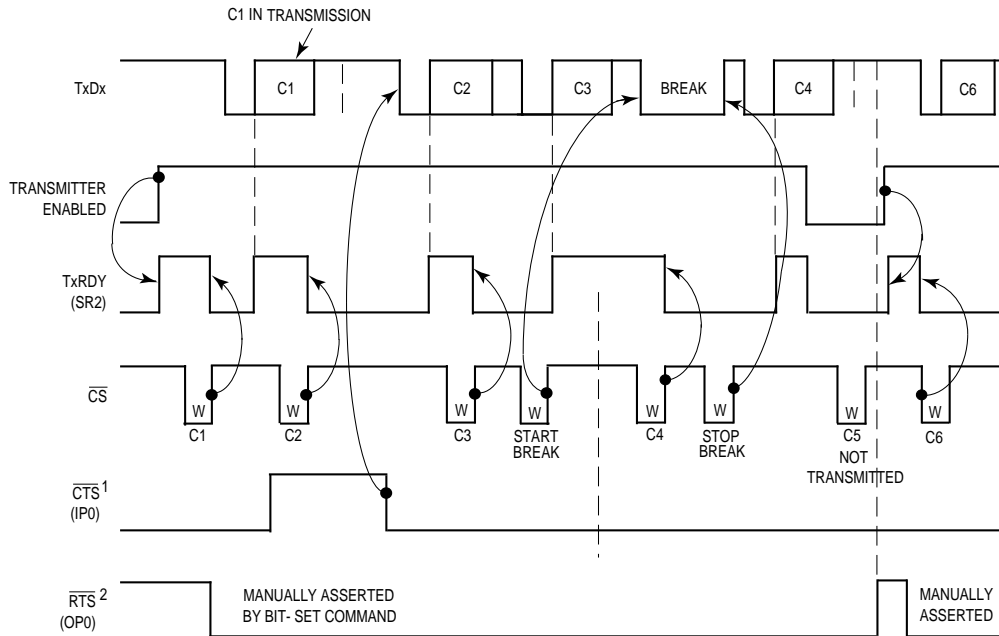 C1 IN TRANSMISSION
TxDx
C1
C2
C3
BREAK
C4
C6
TRANSMITTER
ENABLED
TxRDY
(SR2)
CS
W
W
W
W
W
W
W
W
C1
C2
C3
START
BREAK
C4
STOP
BREAK
C5
NOT
TRANSMITTED
C6
CTS 1
(IP0)
RTS 2
(OP0)
MANUALLY ASSERTED
BY BIT- SET COMMAND
MANUALLY
ASSERTED